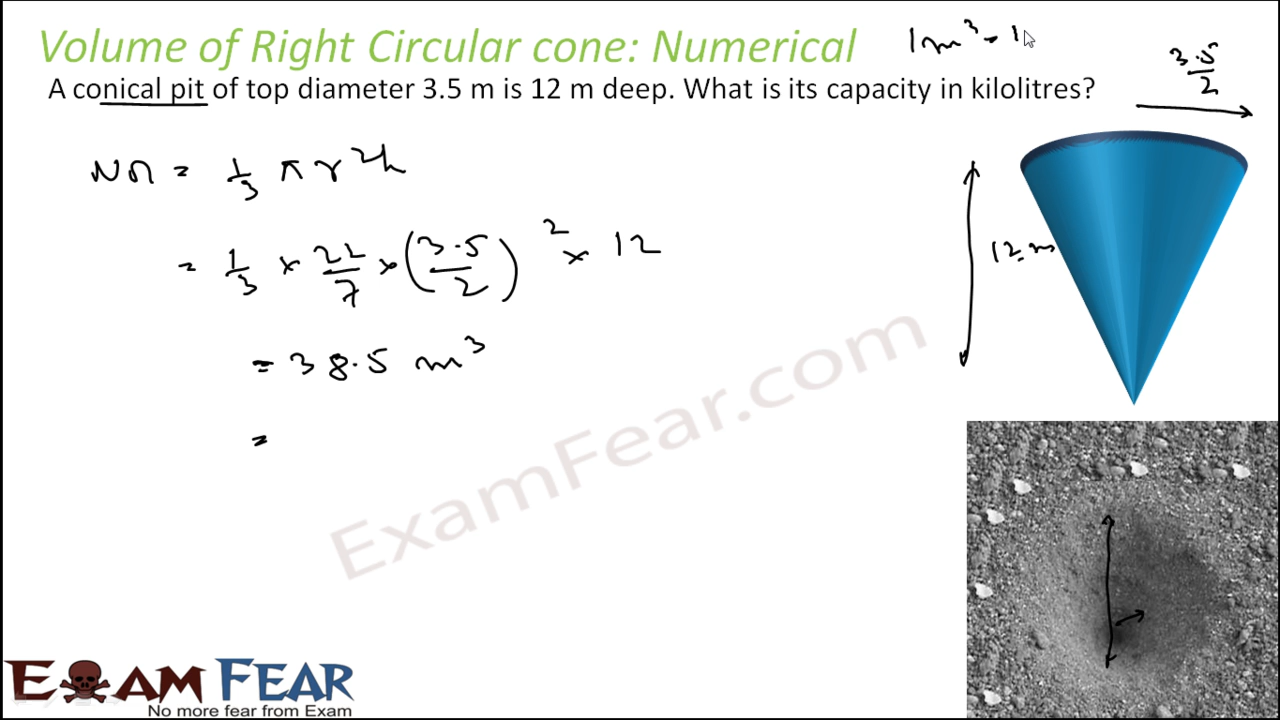 Volume of Right Circular cone: Numerical
1m³ = 1
A conical pit of top diameter 3.5 m is 12 m deep. What is its capacity in kilolitres?
3.5/2
= 1/3 π r²h
= 1/3 × 22/7 × (3.5/2)² × 12
12 m
= 38.5 m³
=
ExamFear.com
EXAM FEAR
No more fear from Exam